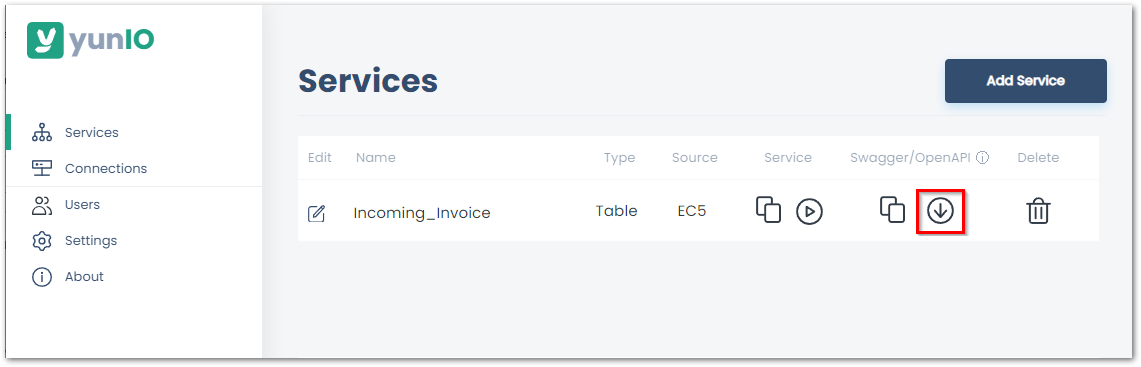 yunIO
Services
Add Service
Services
Connections
Users
Settings
About
Edit Name Type Source Service Swagger/OpenAPI Delete
Incoming_Invoice Table EC5